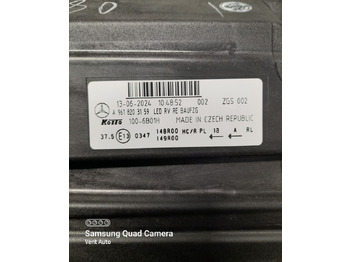 13-06-2024 10:48:52 002 ZGS 002
A 961 820 31 59 LED RV RE BAUFZG
KOITO 100-6B01H MADE IN CZECH REPUBLIC
37.5 E13 0347 148R00 HC/R PL 18 A RL
149R00
Samsung Quad Camera
Vent Auto